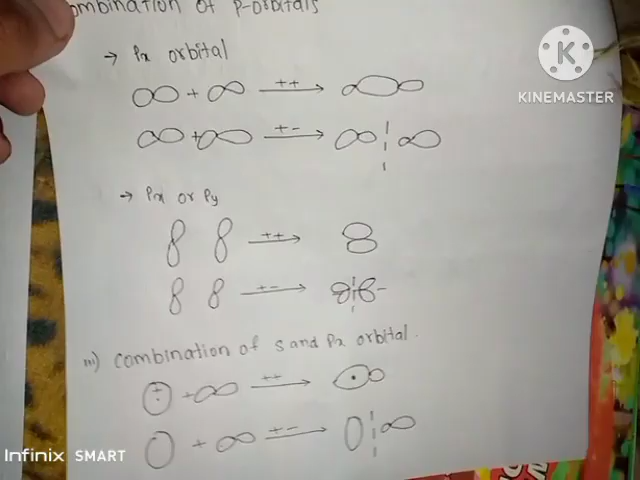 ombination of P-orbitals
→ Px orbital
+ ++
+ +-
→ Px or Py
++
+-
iii) Combination of s and Px orbital.
+ ++
+ +-
K
KINEMASTER
Infinix SMART